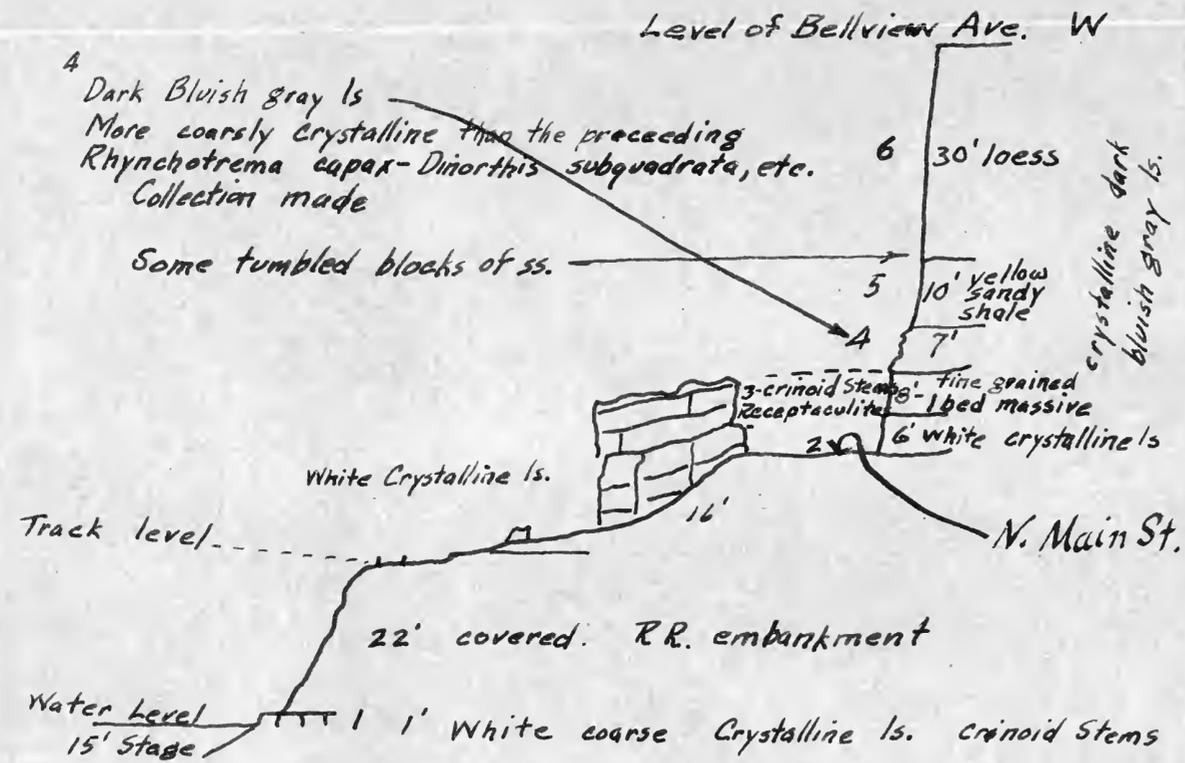 Level of Bellview Ave. W
4
Dark Bluish gray ls
More coarsly crystalline than the preceeding
Rhynchotrema capax - Dinorthis subquadrata, etc.
Collection made
6 30' loess
crystalline dark
bluish gray ls.
Some tumbled blocks of ss.
5 10' yellow
sandy
shale
4 7'
3-crinoid Stems 8' - fine grained
Receptaculites 1 bed massive
2 6' White crystalline ls
White Crystalline ls.
16'
Track level
N. Main St.
22' covered. RR. embankment
Water Level
15' Stage
1 1' White coarse Crystalline ls. crinoid Stems